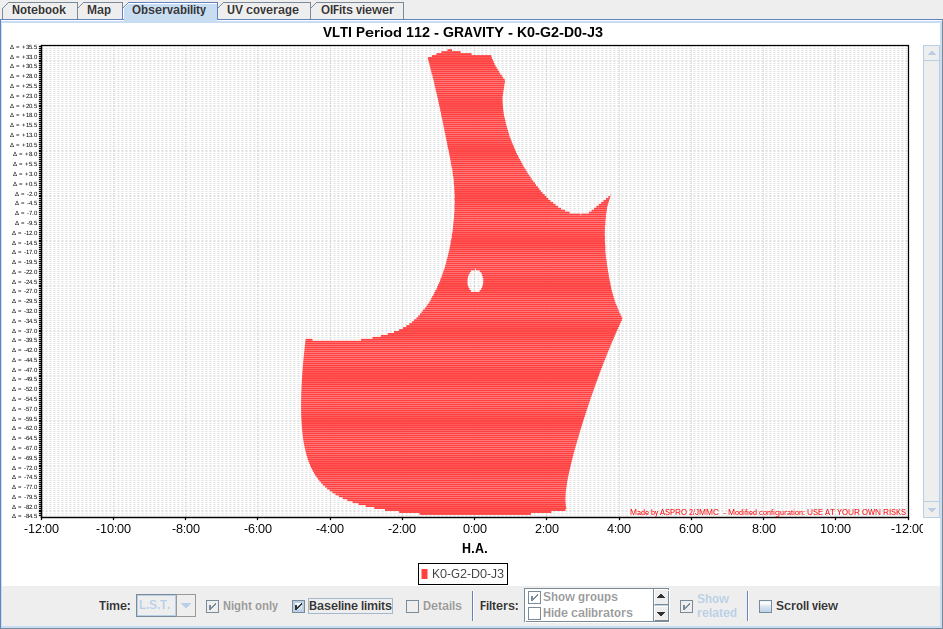 Notebook Map Observability UV coverage OIFits viewer
VLTI Period 112 - GRAVITY - K0-G2-D0-J3
Δ = +35.5
Δ = +33.0
Δ = +30.5
Δ = +28.0
Δ = +25.5
Δ = +23.0
Δ = +20.5
Δ = +18.0
Δ = +15.5
Δ = +13.0
Δ = +10.5
Δ = +8.0
Δ = +5.5
Δ = +3.0
Δ = +0.5
Δ = -2.0
Δ = -4.5
Δ = -7.0
Δ = -9.5
Δ = -12.0
Δ = -14.5
Δ = -17.0
Δ = -19.5
Δ = -22.0
Δ = -24.5
Δ = -27.0
Δ = -29.5
Δ = -32.0
Δ = -34.5
Δ = -37.0
Δ = -39.5
Δ = -42.0
Δ = -44.5
Δ = -47.0
Δ = -49.5
Δ = -52.0
Δ = -54.5
Δ = -57.0
Δ = -59.5
Δ = -62.0
Δ = -64.5
Δ = -67.0
Δ = -69.5
Δ = -72.0
Δ = -74.5
Δ = -77.0
Δ = -79.5
Δ = -82.0
Δ = -84.5
Made by ASPRO 2/JMMC - Modified configuration: USE AT YOUR OWN RISKS
-12:00 -10:00 -8:00 -6:00 -4:00 -2:00 0:00 2:00 4:00 6:00 8:00 10:00 -12:00
H.A.
K0-G2-D0-J3
Time: L.S.T. Night only Baseline limits Details Filters: Show groups
Hide calibrators
Show
related
Scroll view